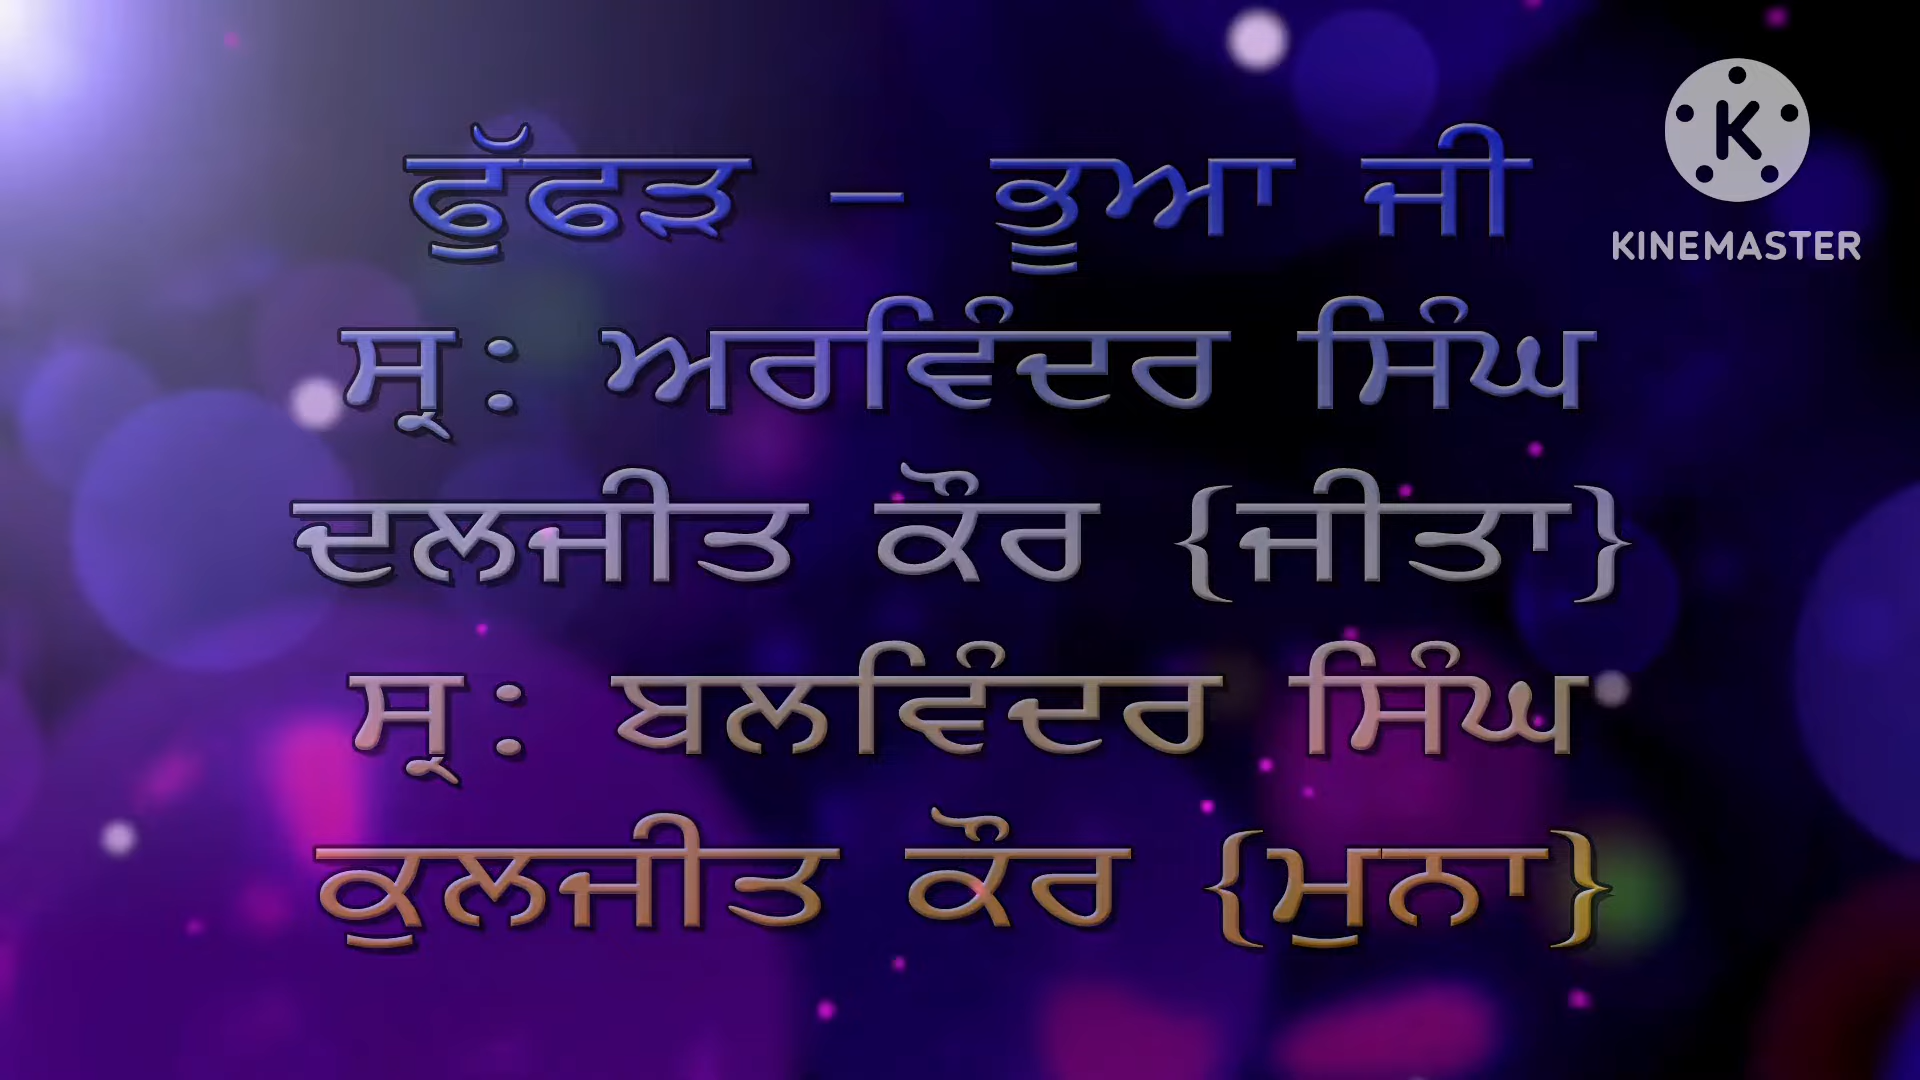 ਫੁੱਫੜ - ਭੂਆ ਜੀ
ਸ੍ਰ: ਅਰਵਿੰਦਰ ਸਿੰਘ
ਦਲਜੀਤ ਕੌਰ {ਜੀਤਾ}
ਸ੍ਰ: ਬਲਵਿੰਦਰ ਸਿੰਘ
ਕੁਲਜੀਤ ਕੌਰ {ਮੁਨਾ}
K
KINEMASTER